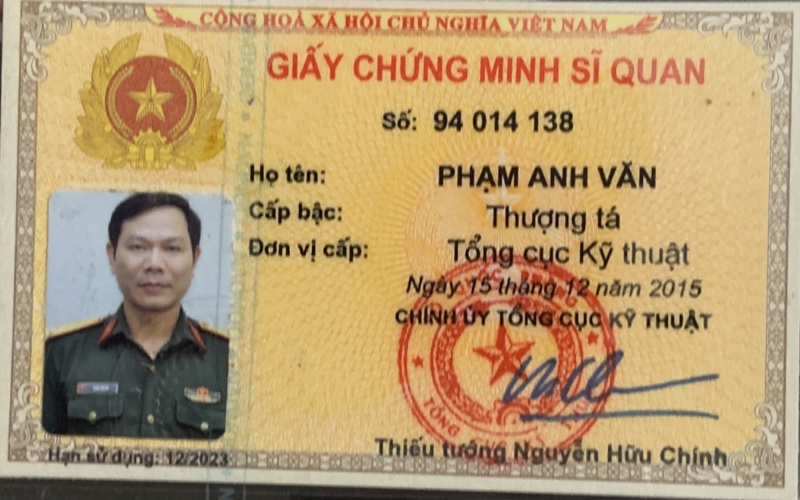 CỘNG HOÀ XÃ HỘI CHỦ NGHĨA VIỆT NAM
GIẤY CHỨNG MINH SĨ QUAN
Số: 94 014 138
Họ tên: PHẠM ANH VĂN
Cấp bậc: Thượng tá
Đơn vị cấp: Tổng cục Kỹ thuật
Ngày 15 tháng 12 năm 2015
CHÍNH ỦY TỔNG CỤC KỸ THUẬT
TỔNG
Thiếu tướng Nguyễn Hữu Chính
Hạn sử dụng: 12/2023